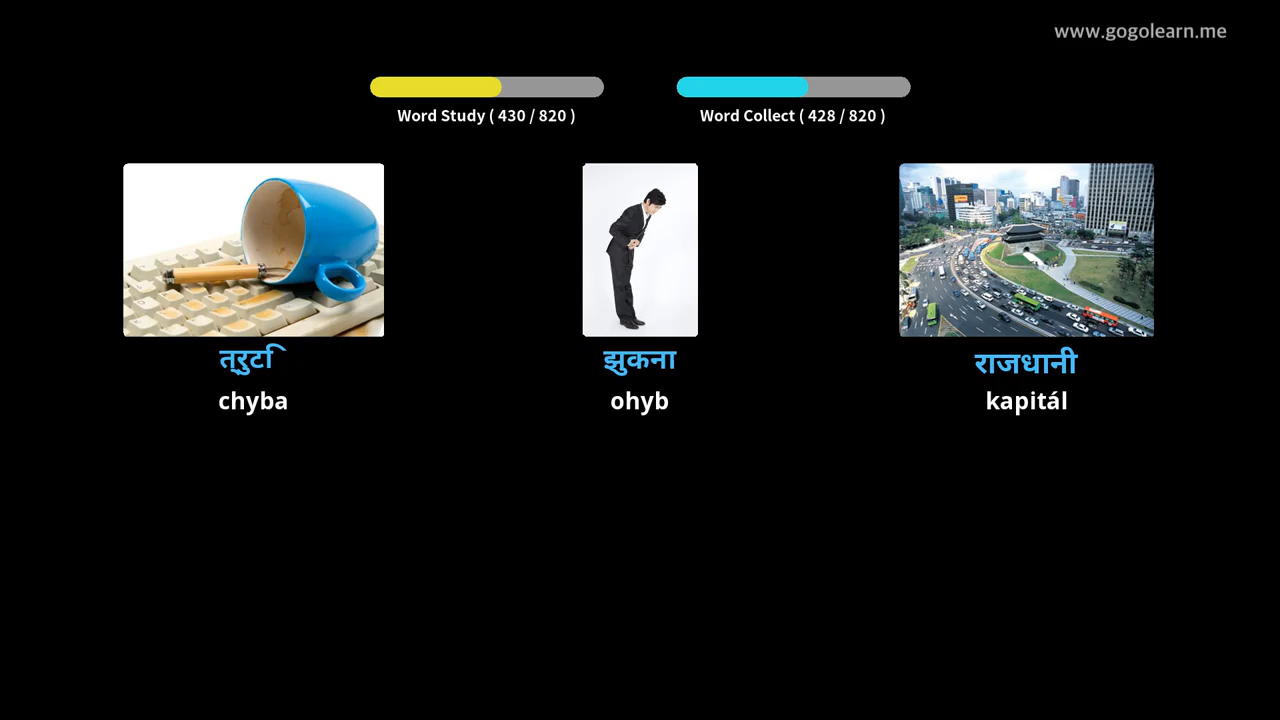 www.gogolearn.me
Word Study ( 430 / 820 )
Word Collect ( 428 / 820 )
त्रुटि
झुकना
राजधानी
chyba
ohyb
kapitál